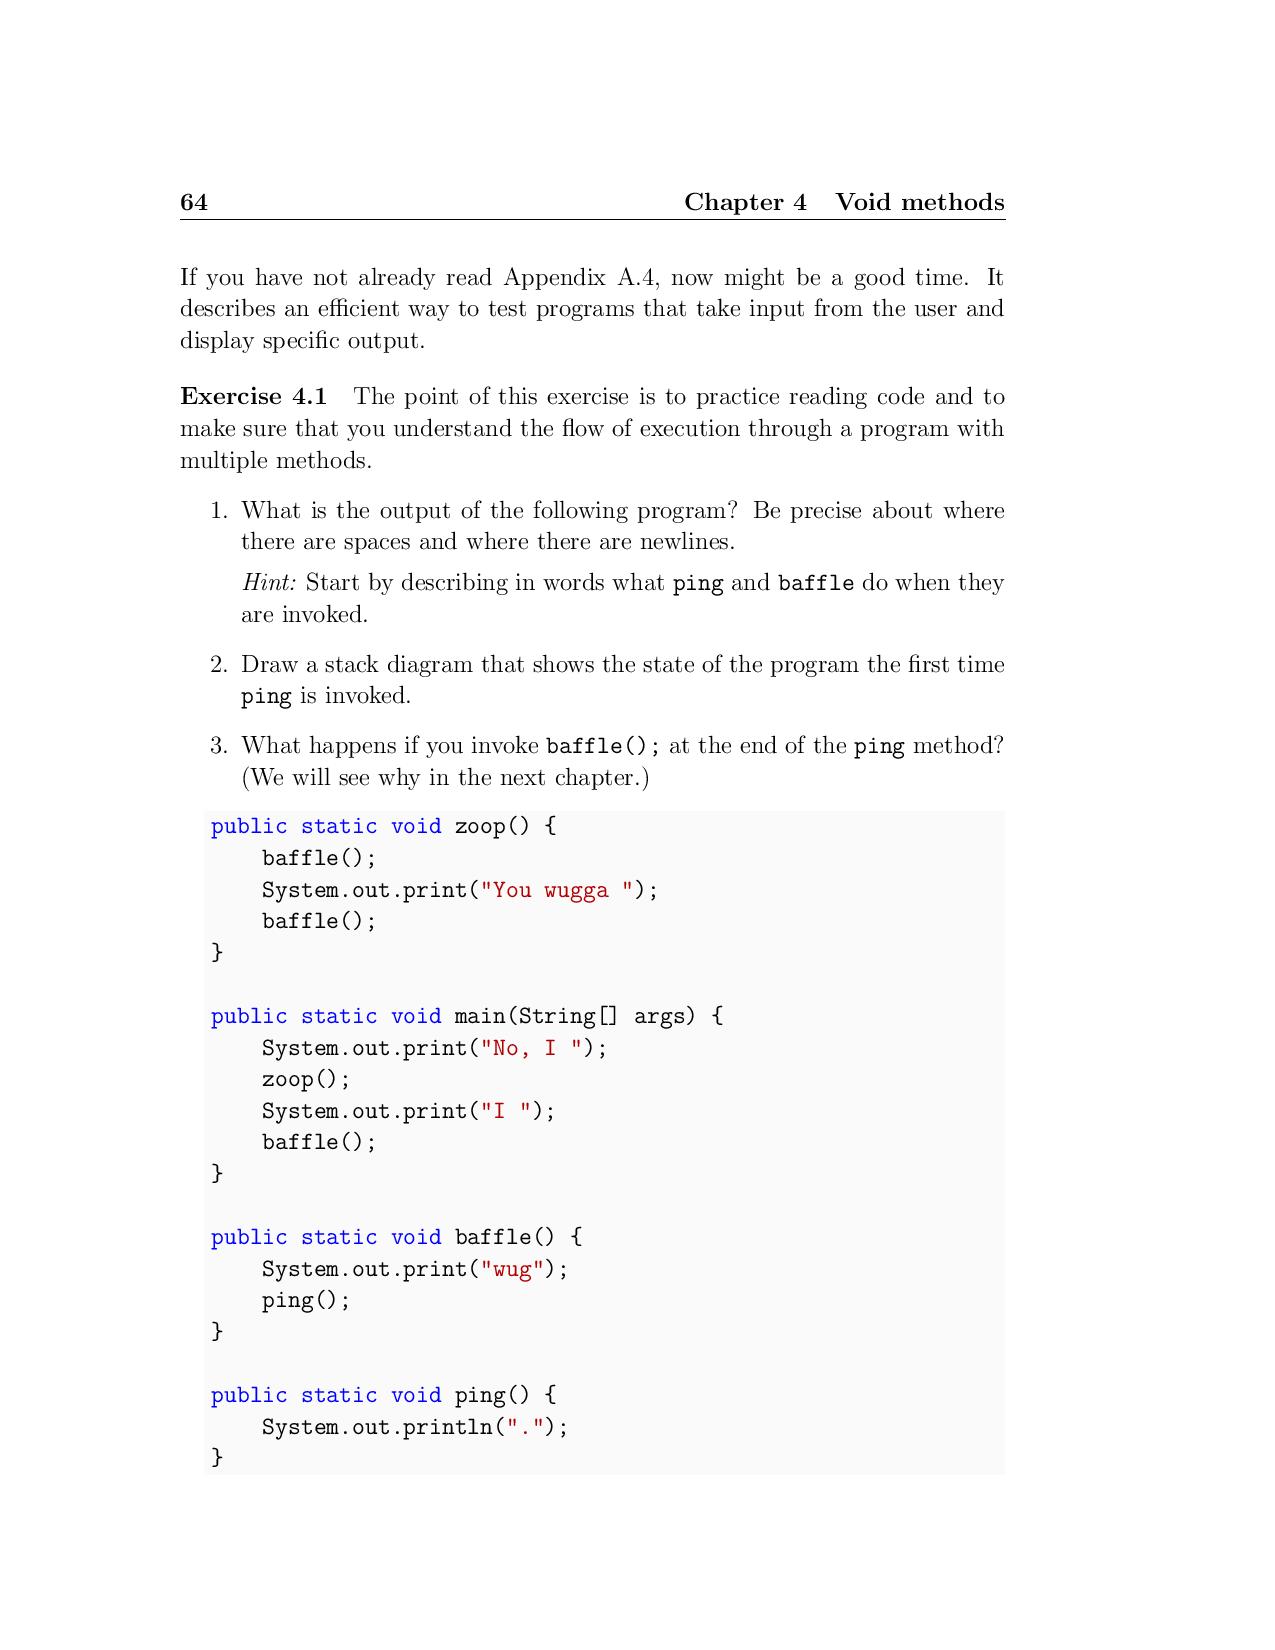 64 Chapter 4 Void methods
If you have not already read Appendix A.4, now might be a good time. It
describes an efficient way to test programs that take input from the user and
display specific output.
Exercise 4.1 The point of this exercise is to practice reading code and to
make sure that you understand the flow of execution through a program with
multiple methods.
1. What is the output of the following program? Be precise about where
there are spaces and where there are newlines.
Hint: Start by describing in words what ping and baffle do when they
are invoked.
2. Draw a stack diagram that shows the state of the program the first time
ping is invoked.
3. What happens if you invoke baffle(); at the end of the ping method?
(We will see why in the next chapter.)
public static void zoop() {
    baffle();
    System.out.print("You wugga ");
    baffle();
}
public static void main(String[] args) {
    System.out.print("No, I ");
    zoop();
    System.out.print("I ");
    baffle();
}
public static void baffle() {
    System.out.print("wug");
    ping();
}
public static void ping() {
    System.out.println(".");
}